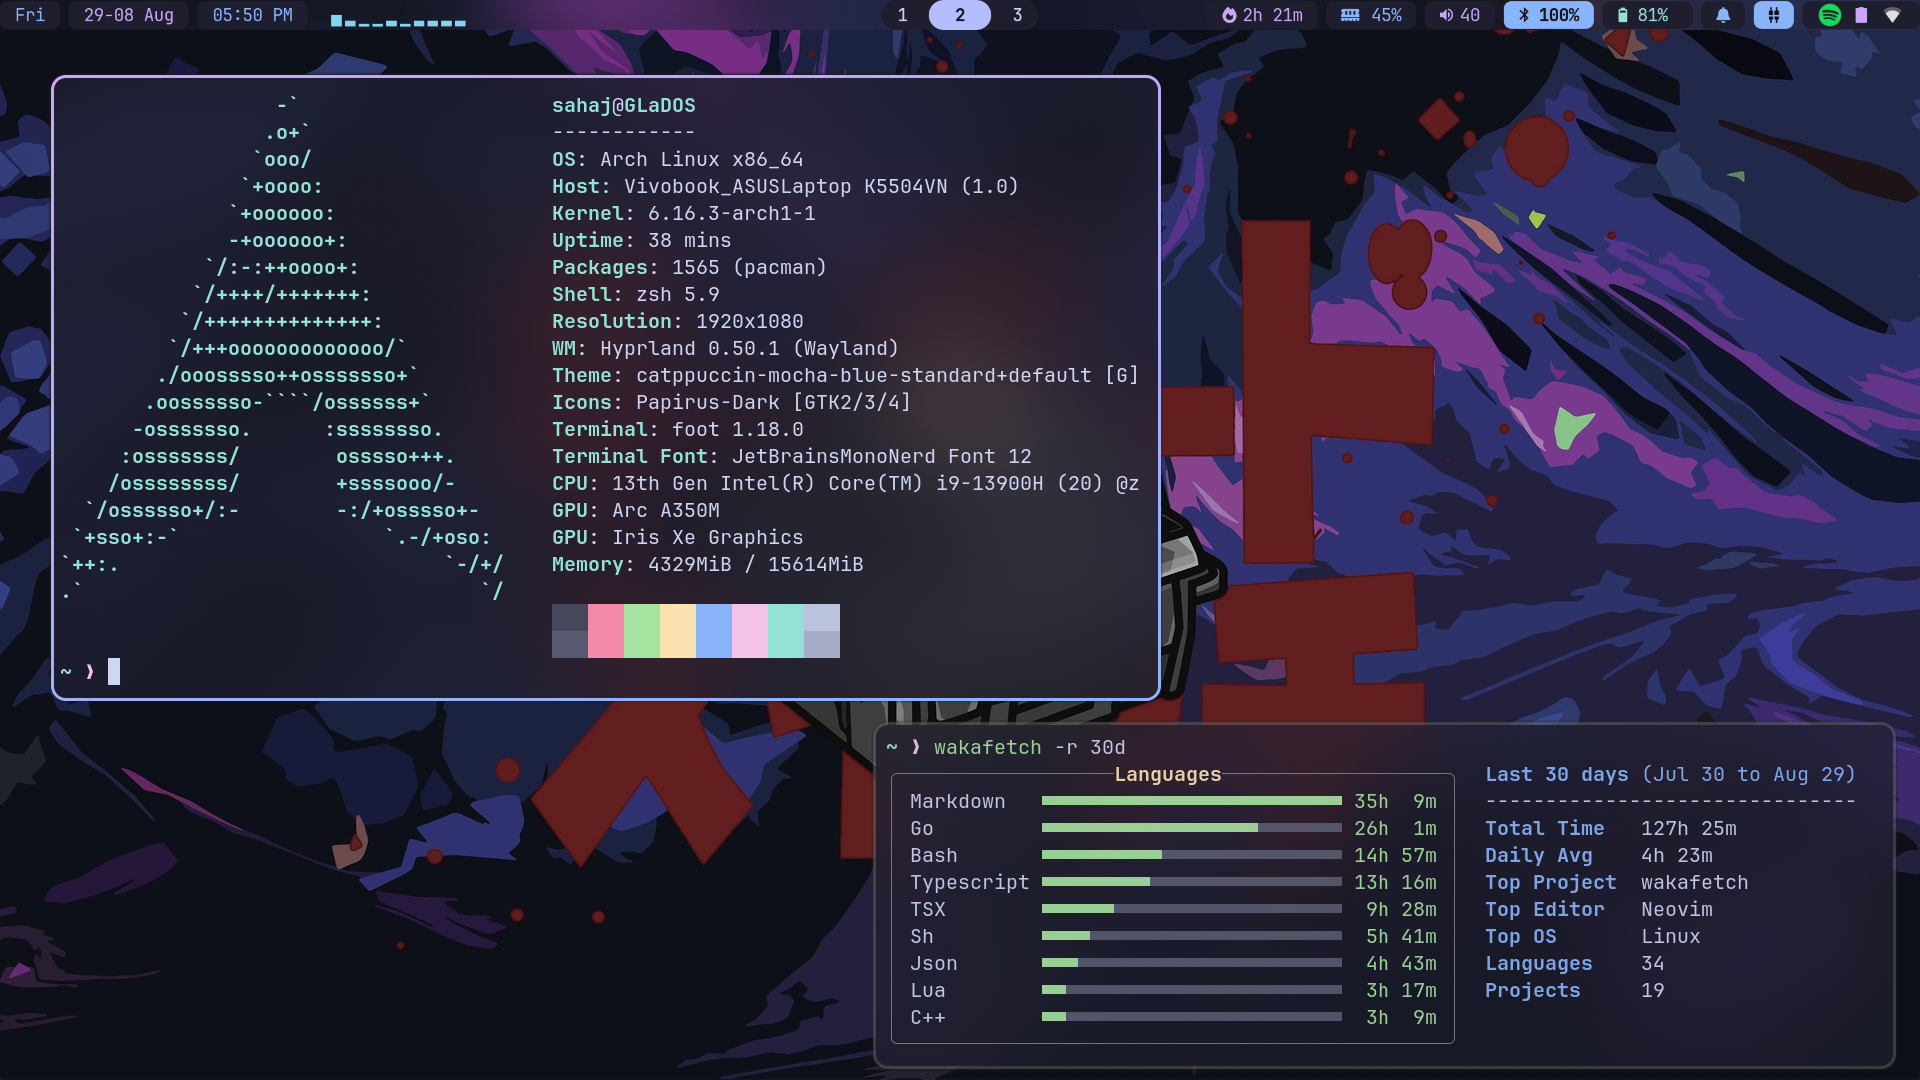 Fri 29-08 Aug 05:50 PM 1 2 3 2h 21m 45% 40 100% 81%
-` sahaj@GLaDOS
.o+` ------------
`ooo/ OS: Arch Linux x86_64
`+oooo: Host: Vivobook_ASUSLaptop K5504VN (1.0)
`+oooooo: Kernel: 6.16.3-arch1-1
-+oooooo+: Uptime: 38 mins
`/:-:++oooo+: Packages: 1565 (pacman)
`/++++/+++++++: Shell: zsh 5.9
`/++++++++++++++: Resolution: 1920x1080
`/+++ooooooooooooo/` WM: Hyprland 0.50.1 (Wayland)
./ooosssso++osssssso+` Theme: catppuccin-mocha-blue-standard+default [G]
.oossssso-````/ossssss+` Icons: Papirus-Dark [GTK2/3/4]
-osssssso. :ssssssso. Terminal: foot 1.18.0
:osssssss/ osssso+++. Terminal Font: JetBrainsMonoNerd Font 12
/ossssssss/ +ssssooo/- CPU: 13th Gen Intel(R) Core(TM) i9-13900H (20) @z
`/ossssso+/:- -:/+osssso+- GPU: Arc A350M
`+sso+:-` `.-/+oso: GPU: Iris Xe Graphics
`++:. `-/+/ Memory: 4329MiB / 15614MiB
.` `/
~ ❯
~ ❯ wakafetch -r 30d
Languages
Markdown 35h 9m
Go 26h 1m
Bash 14h 57m
Typescript 13h 16m
TSX 9h 28m
Sh 5h 41m
Json 4h 43m
Lua 3h 17m
C++ 3h 9m
Last 30 days (Jul 30 to Aug 29)
-------------------------------
Total Time 127h 25m
Daily Avg 4h 23m
Top Project wakafetch
Top Editor Neovim
Top OS Linux
Languages 34
Projects 19